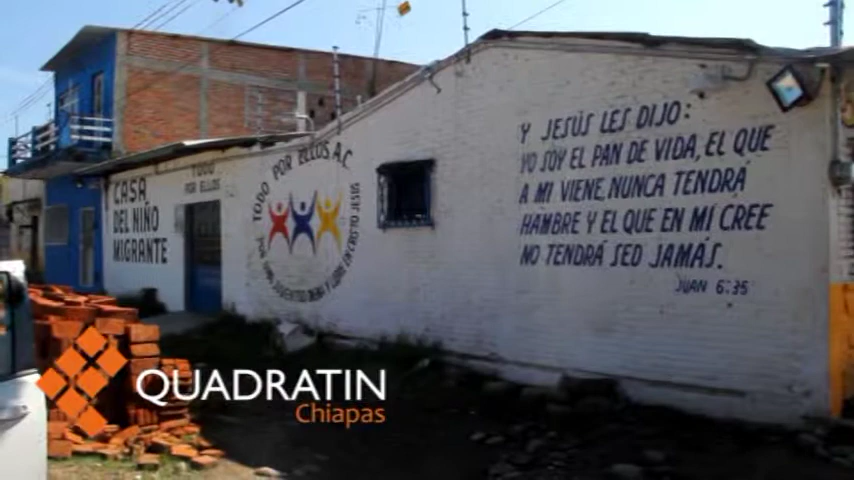 CASA
DEL NIÑO
MIGRANTE
TODO
POR ELLOS
TODO POR ELLOS A.C.
Y JESÚS LES DIJO:
YO SOY EL PAN DE VIDA, EL QUE
A MI VIENE, NUNCA TENDRÁ
HAMBRE Y EL QUE EN MI CREE
NO TENDRÁ SED JAMÁS.
JUAN 6:35
QUADRATIN
Chiapas